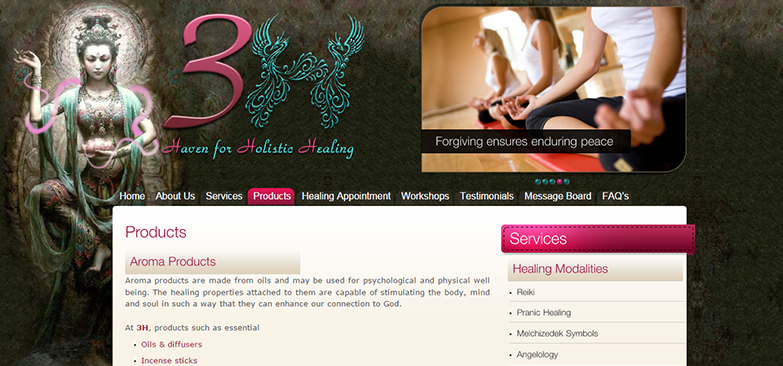 3H
Haven for Holistic Healing
Forgiving ensures enduring peace
Home About Us Services Products Healing Appointment Workshops Testimonials Message Board FAQ's
Products
Aroma Products
Aroma products are made from oils and may be used for psychological and physical well
being. The healing properties attached to them are capable of stimulating the body, mind
and soul in such a way that they can enhance our connection to God.
At 3H, products such as essential
• Oils & diffusers
• Incense sticks
Services
Healing Modalities
• Reiki
• Pranic Healing
• Melchizedek Symbols
• Angelology